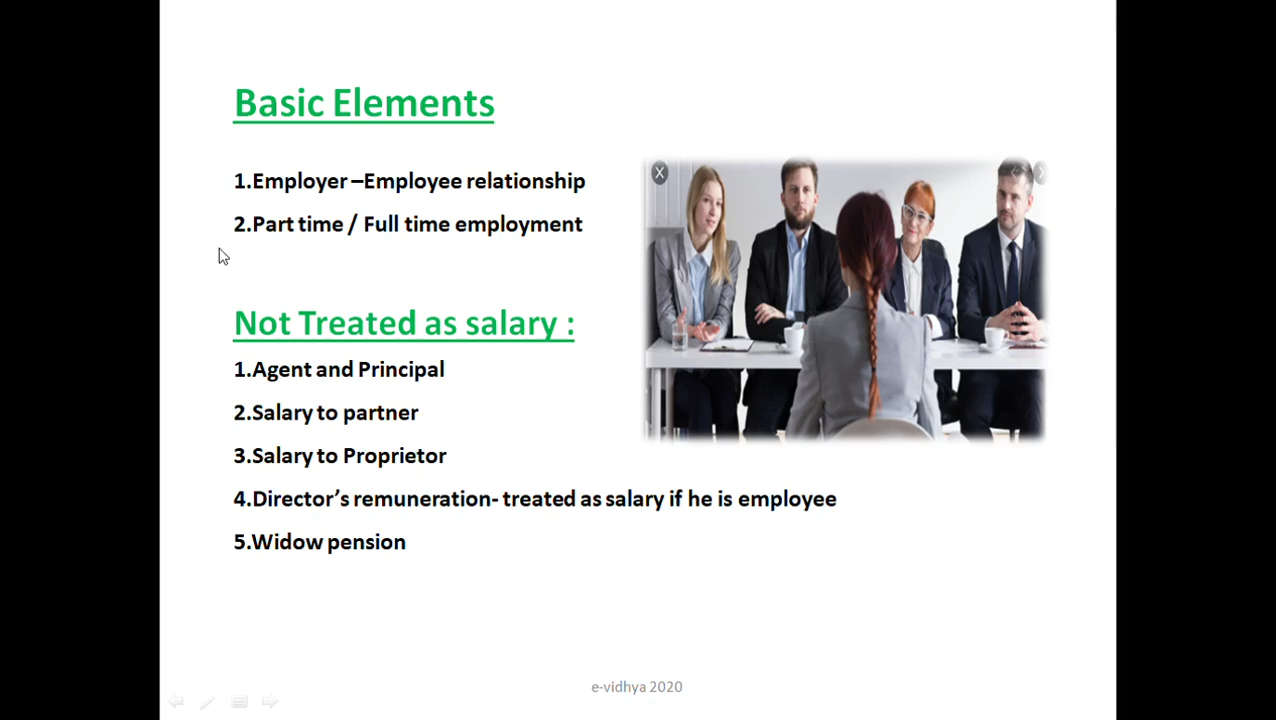 Basic Elements
1.Employer –Employee relationship
2.Part time / Full time employment
Not Treated as salary :
1.Agent and Principal
2.Salary to partner
3.Salary to Proprietor
4.Director’s remuneration- treated as salary if he is employee
5.Widow pension
e-vidhya 2020